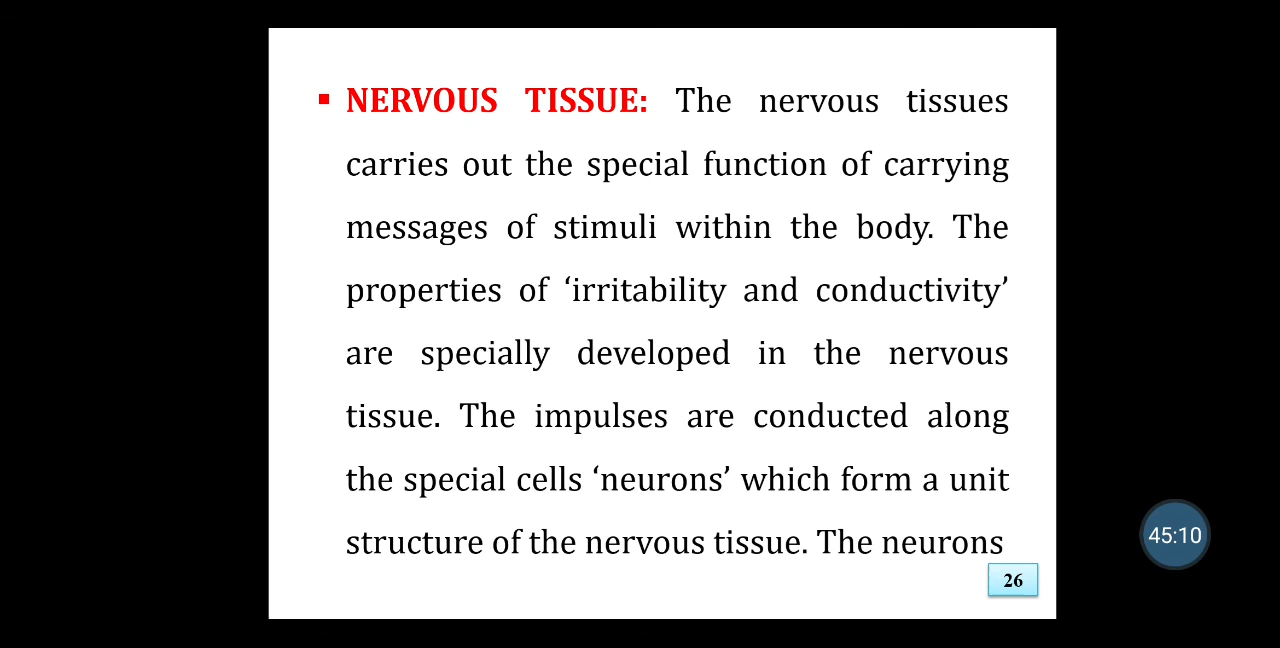 ▪ NERVOUS TISSUE: The nervous tissues
carries out the special function of carrying
messages of stimuli within the body. The
properties of ‘irritability and conductivity’
are specially developed in the nervous
tissue. The impulses are conducted along
the special cells ‘neurons’ which form a unit
structure of the nervous tissue. The neurons
45:10
26